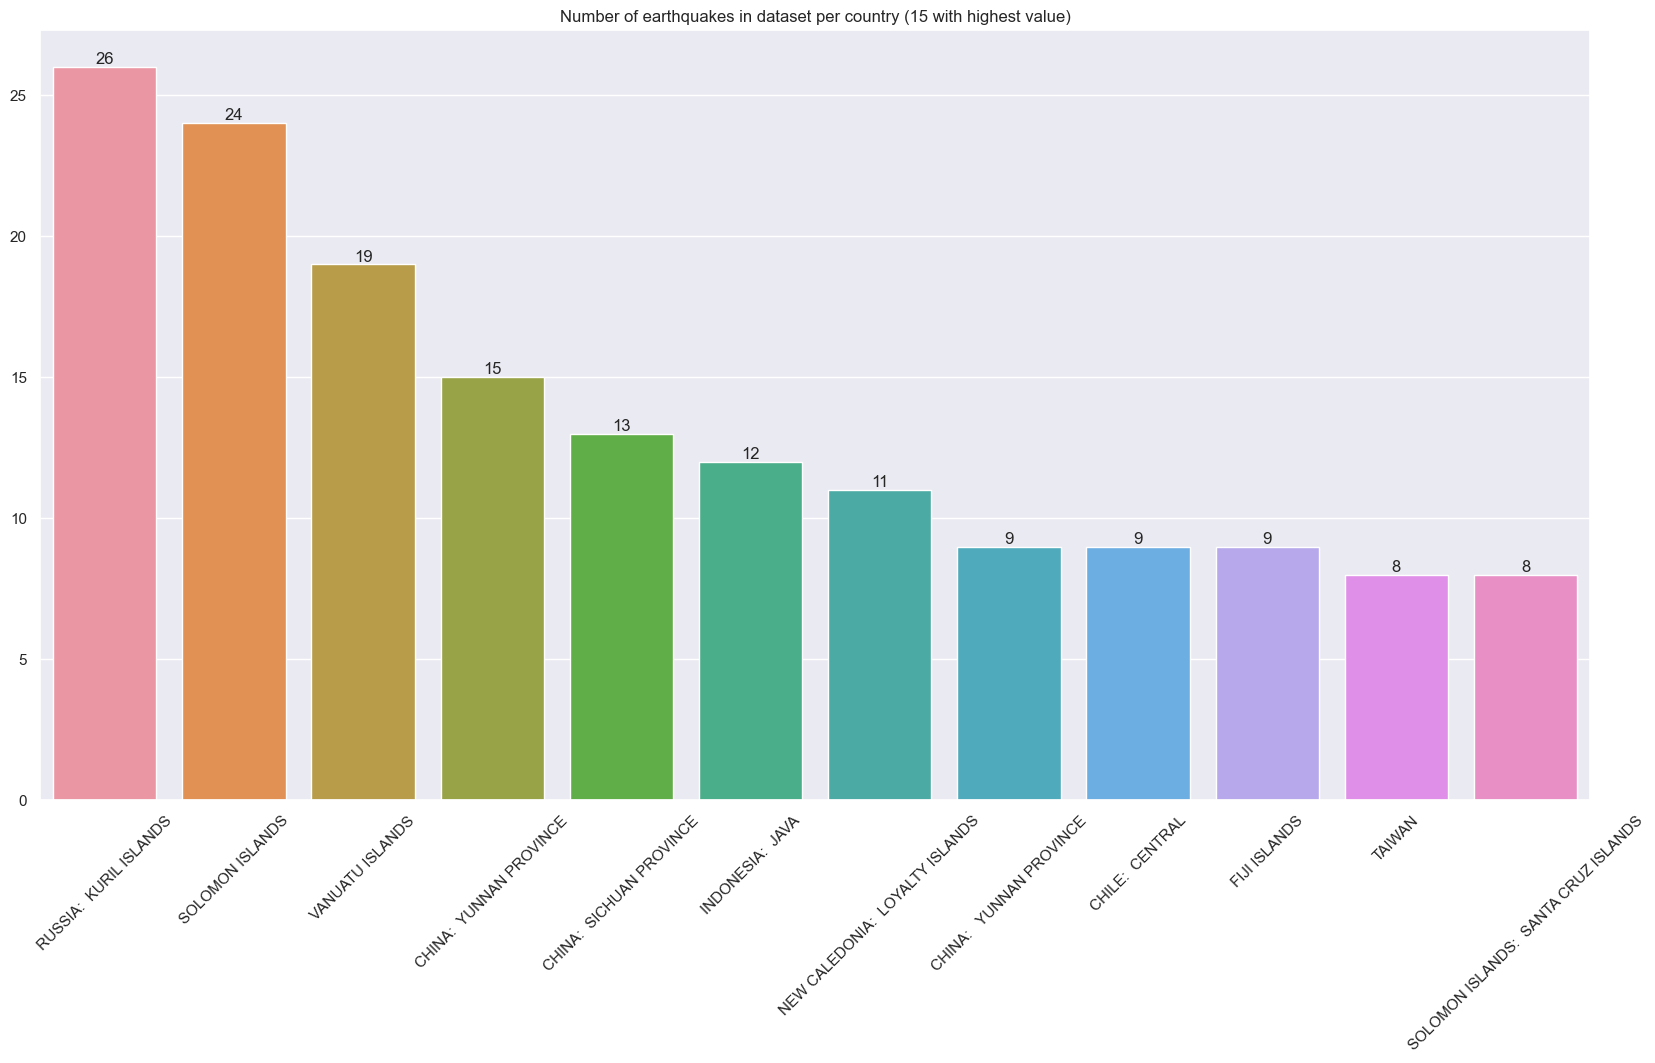 Number of earthquakes in dataset per country (15 with highest value)
26
24
19
15
13
12
11
9
9
9
8
8
25
20
15
10
5
0
RUSSIA:  KURIL ISLANDS
SOLOMON ISLANDS
VANUATU ISLANDS
CHINA:  YUNNAN PROVINCE
CHINA:  SICHUAN PROVINCE
INDONESIA:  JAVA
NEW CALEDONIA:  LOYALTY ISLANDS
CHINA:   YUNNAN PROVINCE
CHILE:  CENTRAL
FIJI ISLANDS
TAIWAN
SOLOMON ISLANDS:  SANTA CRUZ ISLANDS